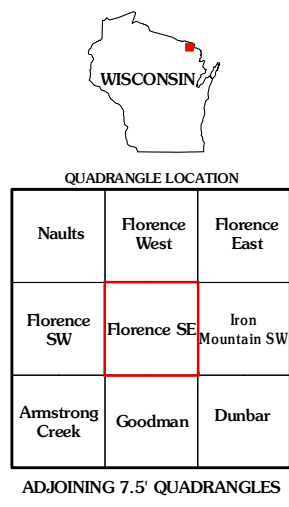 WISCONSIN
QUADRANGLE LOCATION
Naults
Florence
West
Florence
East
Florence
SW
Florence SE
Iron
Mountain SW
Armstrong
Creek
Goodman
Dunbar
ADJOINING 7.5' QUADRANGLES